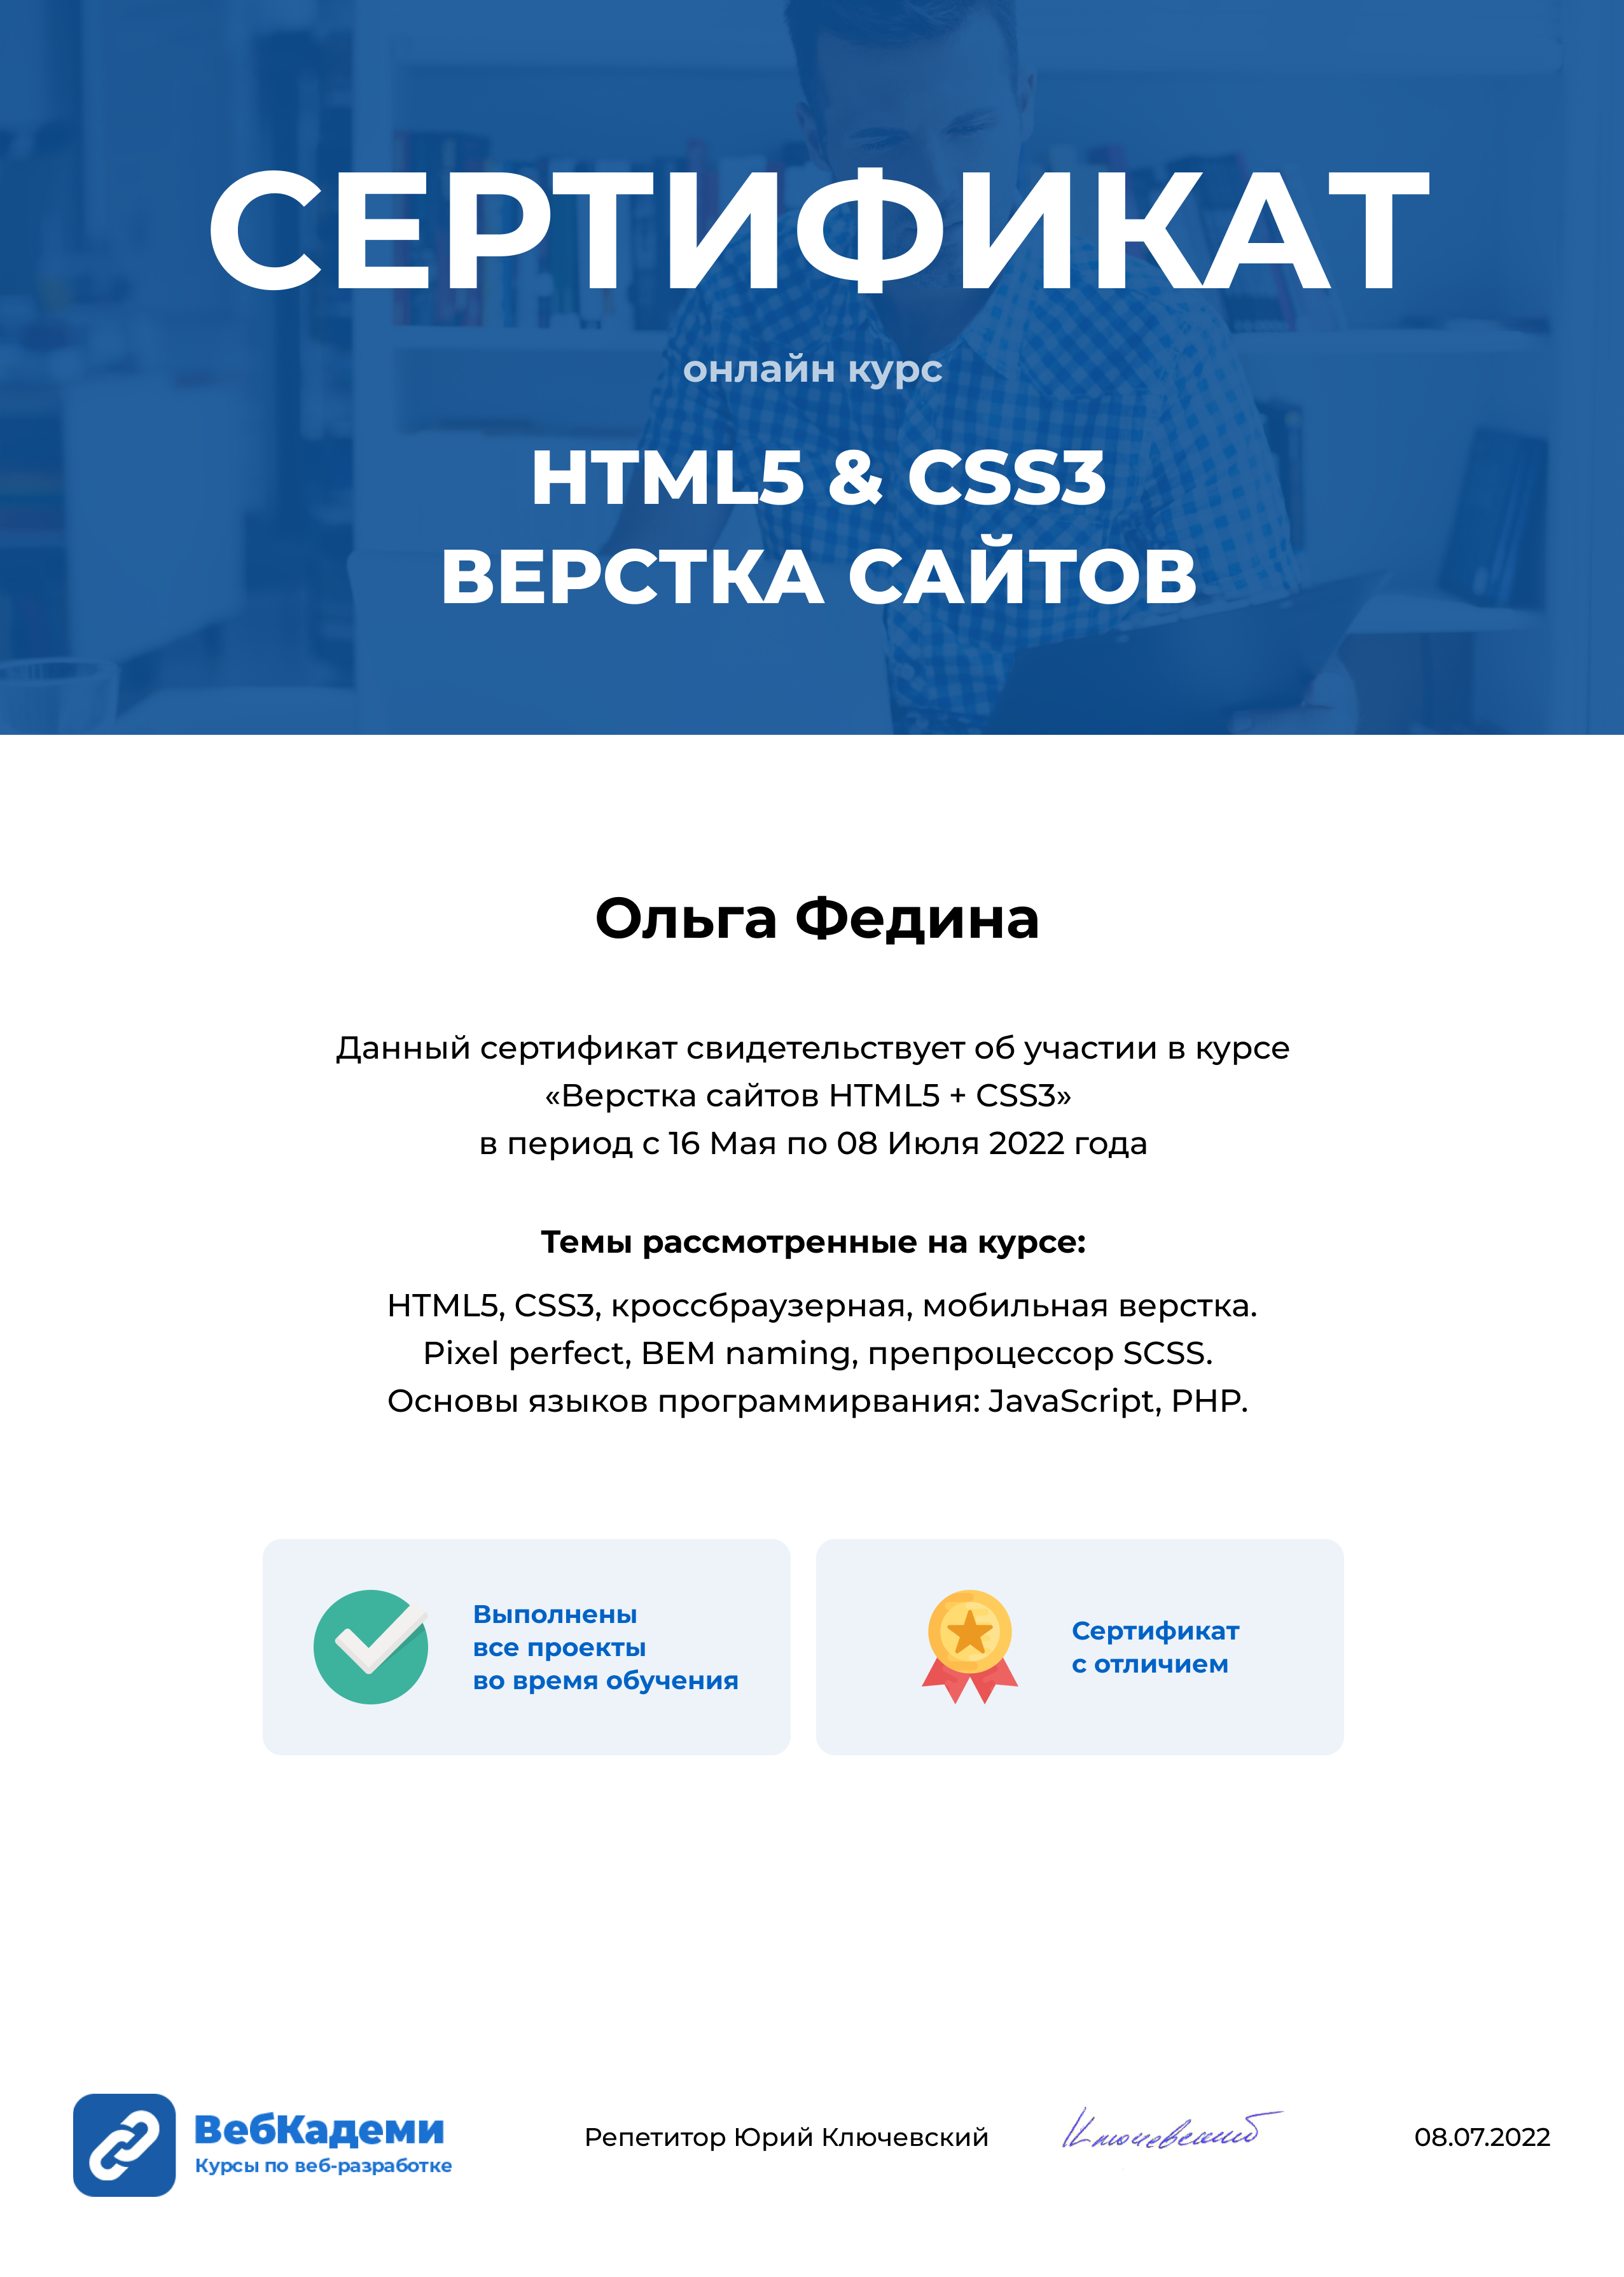 СЕРТИФИКАТ
онлайн курс
HTML5 & CSS3
ВЕРСТКА САЙТОВ
Ольга Федина
Данный сертификат свидетельствует об участии в курсе
«Верстка сайтов HTML5 + CSS3»
в период с 16 Мая по 08 Июля 2022 года
Темы рассмотренные на курсе:
HTML5, CSS3, кроссбраузерная, мобильная верстка.
Pixel perfect, BEM naming, препроцессор SCSS.
Основы языков программирвания: JavaScript, PHP.
Выполнены
все проекты
во время обучения
Сертификат
с отличием
ВебКадеми
Курсы по веб-разработке
Репетитор Юрий Ключевский
Ключевский
08.07.2022